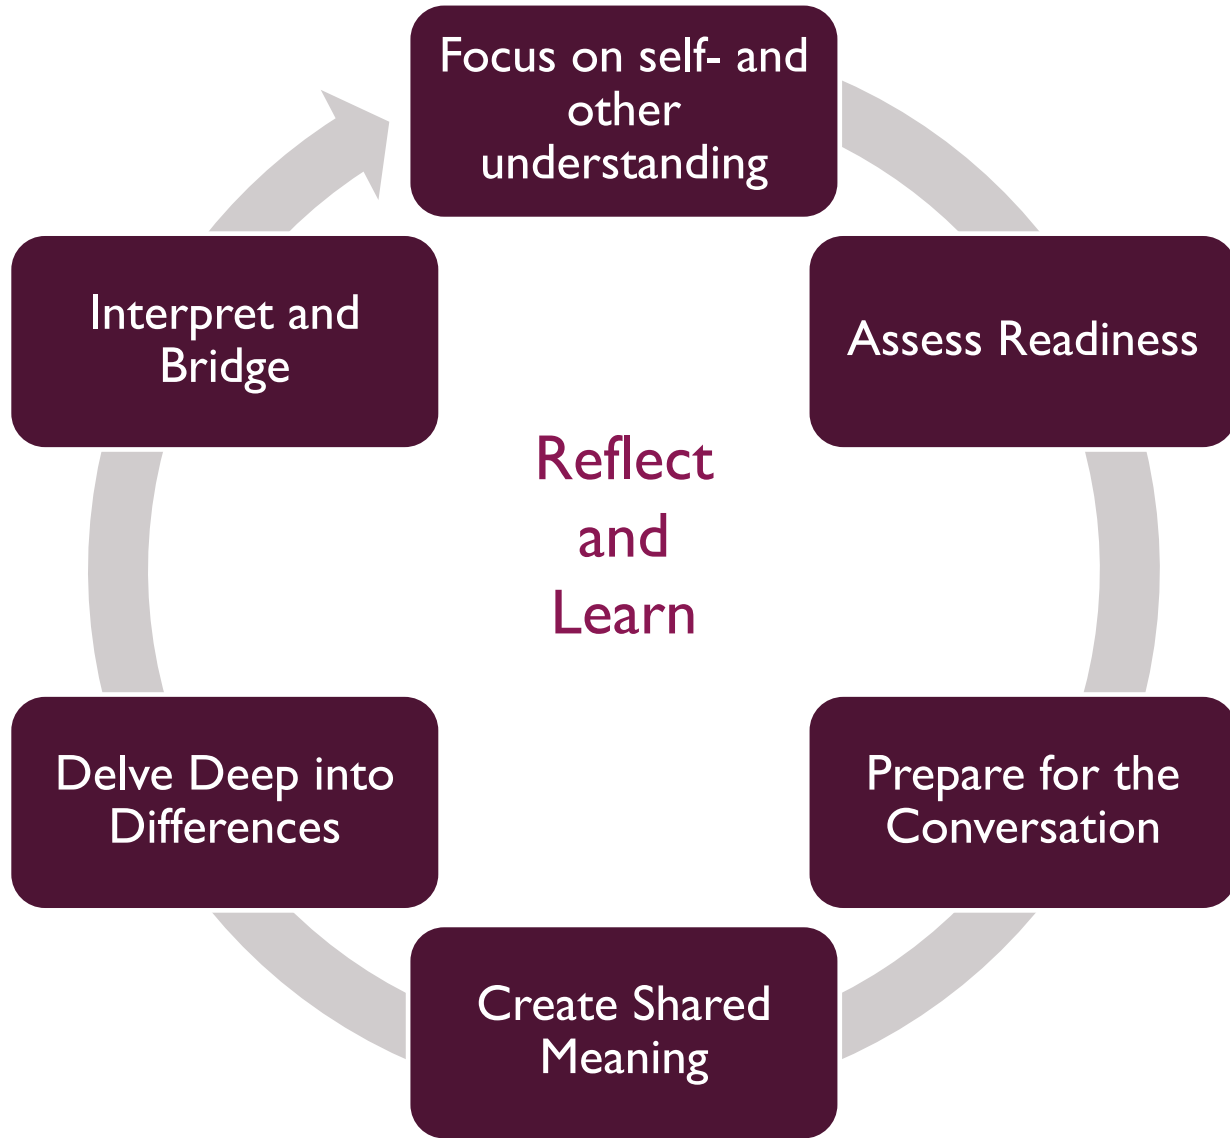 Focus on self- and
other
understanding
Assess Readiness
Prepare for the
Conversation
Create Shared
Meaning
Delve Deep into
Differences
Interpret and
Bridge
Reflect
and
Learn